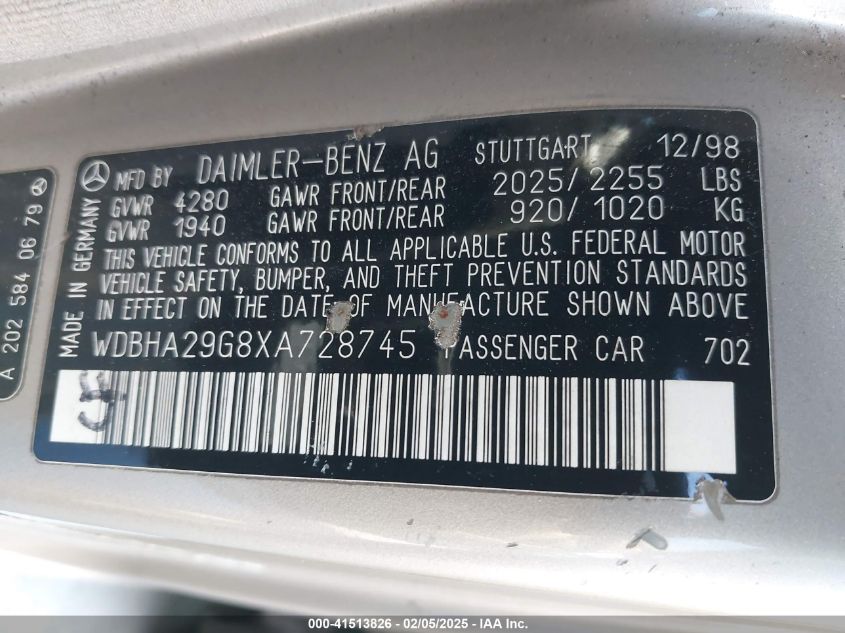 MFD BY DAIMLER-BENZ AG STUTTGART 12/98
GVWR 4280 GAWR FRONT/REAR 2025/2255 LBS
GVWR 1940 GAWR FRONT/REAR 920/1020 KG
THIS VEHICLE CONFORMS TO ALL APPLICABLE U.S. FEDERAL MOTOR
VEHICLE SAFETY, BUMPER, AND THEFT PREVENTION STANDARDS
IN EFFECT ON THE DATE OF MANUFACTURE SHOWN ABOVE
WDBHA29G8XA728745 PASSENGER CAR 702
MADE IN GERMANY
A 202 584 06 79
000-41513826 / 02/05/2025 - IAA Inc.